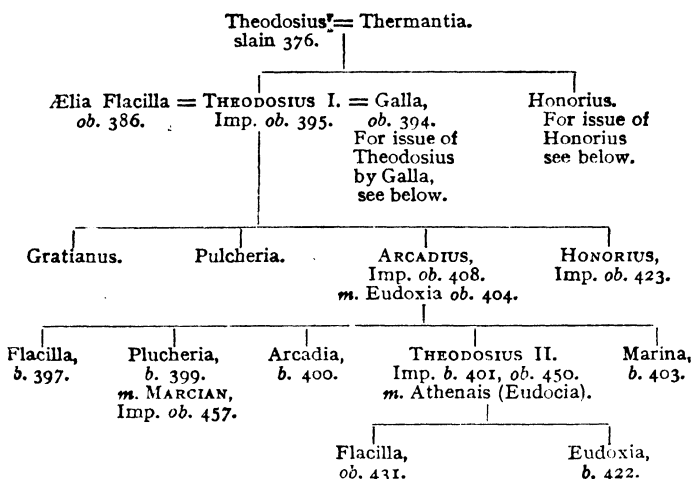 Theodosius = Thermantia.
slain 376.
Ælia Flacilla = THEODOSIUS I. = Galla,
ob. 386.
Imp. ob. 395.
ob. 394.
For issue of
Theodosius
by Galla,
see below.
Honorius.
For issue of
Honorius
see below.
Gratianus.
Pulcheria.
ARCADIUS,
Imp. ob. 408.
m. Eudoxia ob. 404.
HONORIUS,
Imp. ob. 423.
Flacilla,
b. 397.
Plucheria,
b. 399.
m. MARCIAN,
Imp. ob. 457.
Arcadia,
b. 400.
THEODOSIUS II.
Imp. b. 401, ob. 450.
m. Athenais (Eudocia).
Marina,
b. 403.
Flacilla,
ob. 431.
Eudoxia,
b. 422.